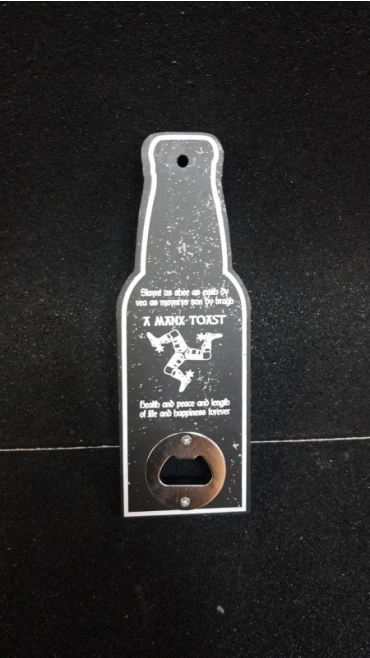 Slaynt as shee as eash dy
vea as maynrys son dy bragh
A MANX TOAST
Health and peace and length
of life and happiness forever